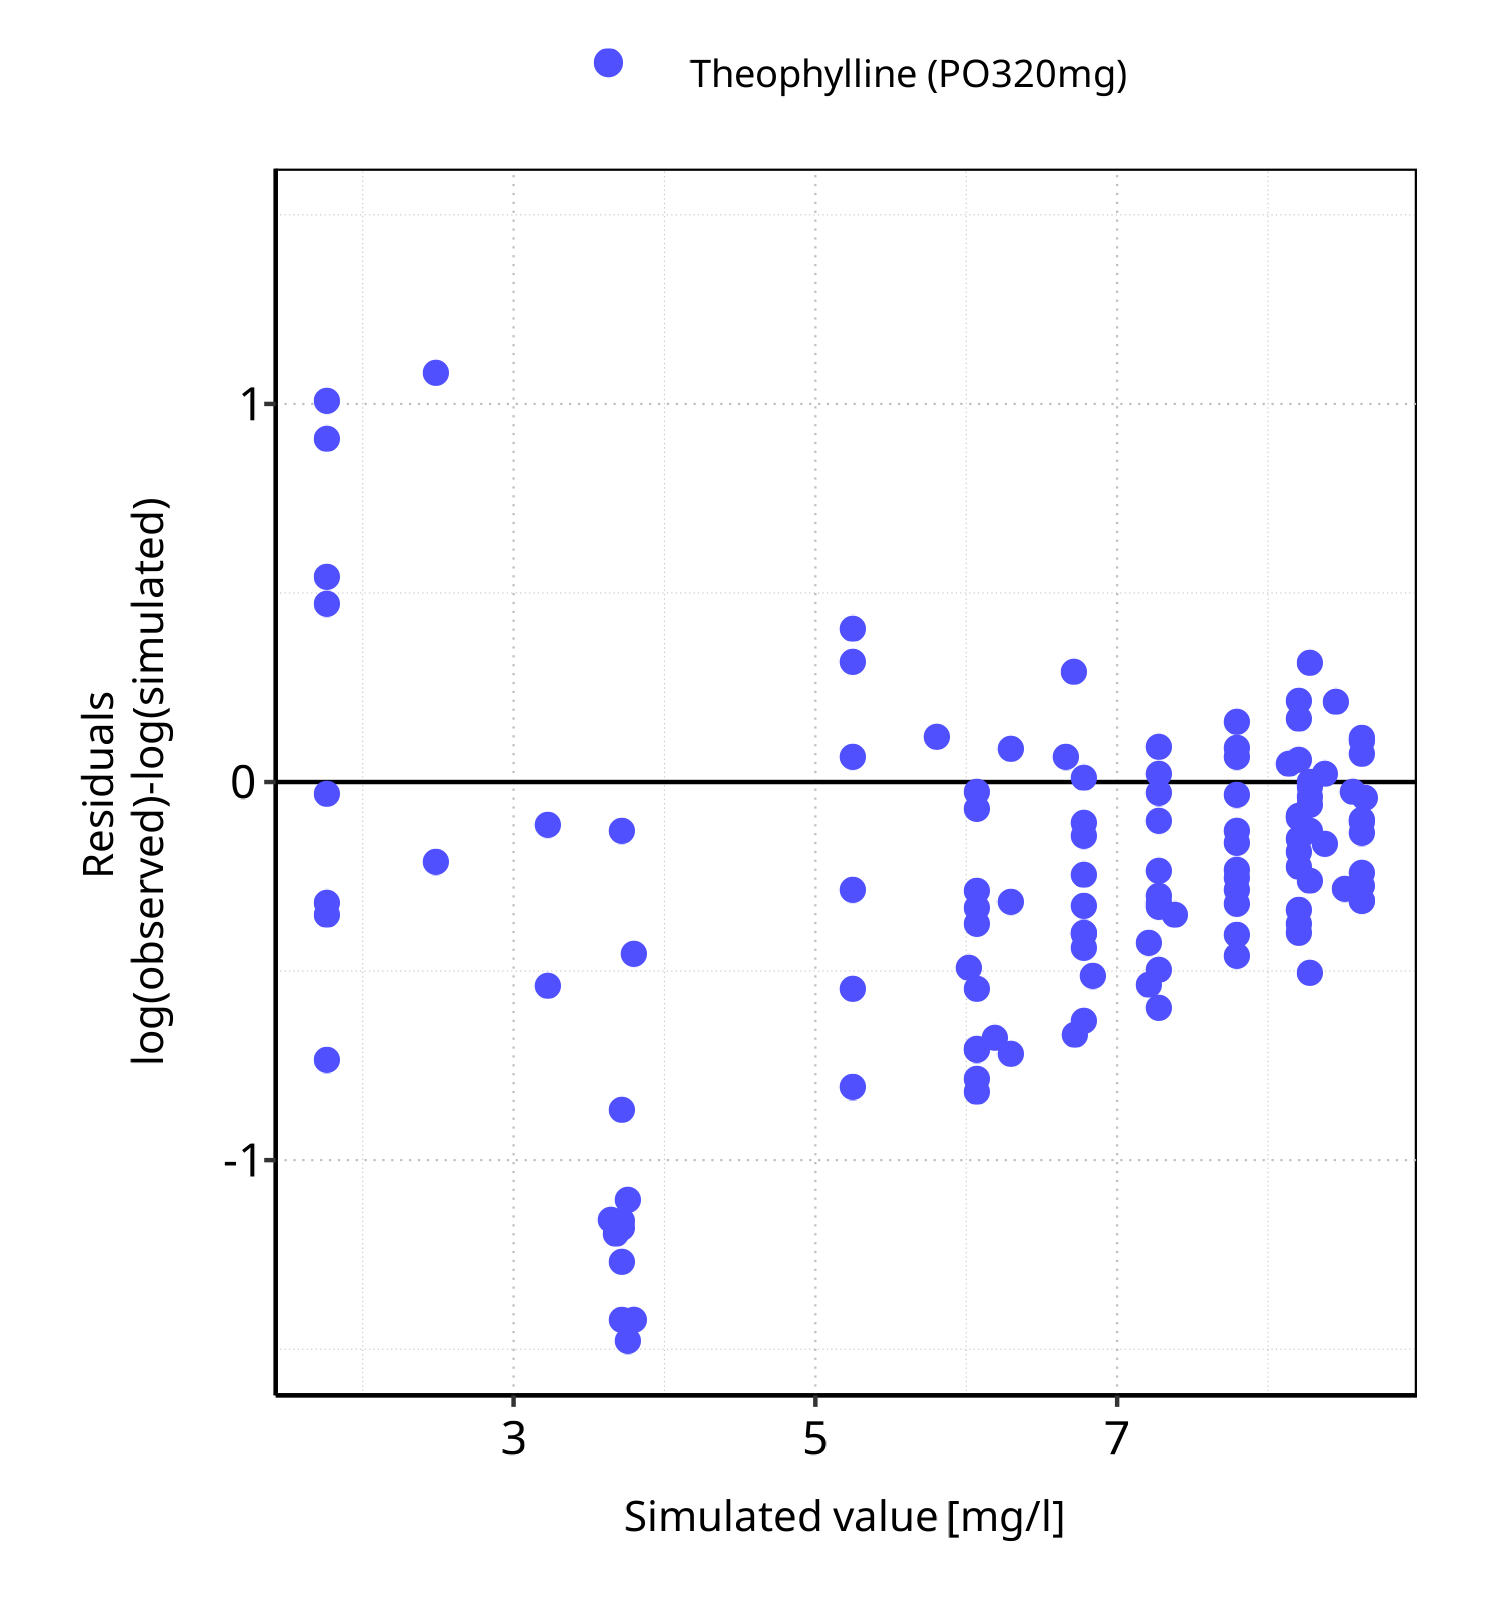 Theophylline (PO320mg)
1
0
-1
Residuals
log(observed)-log(simulated)
3
5
7
Simulated value [mg/l]